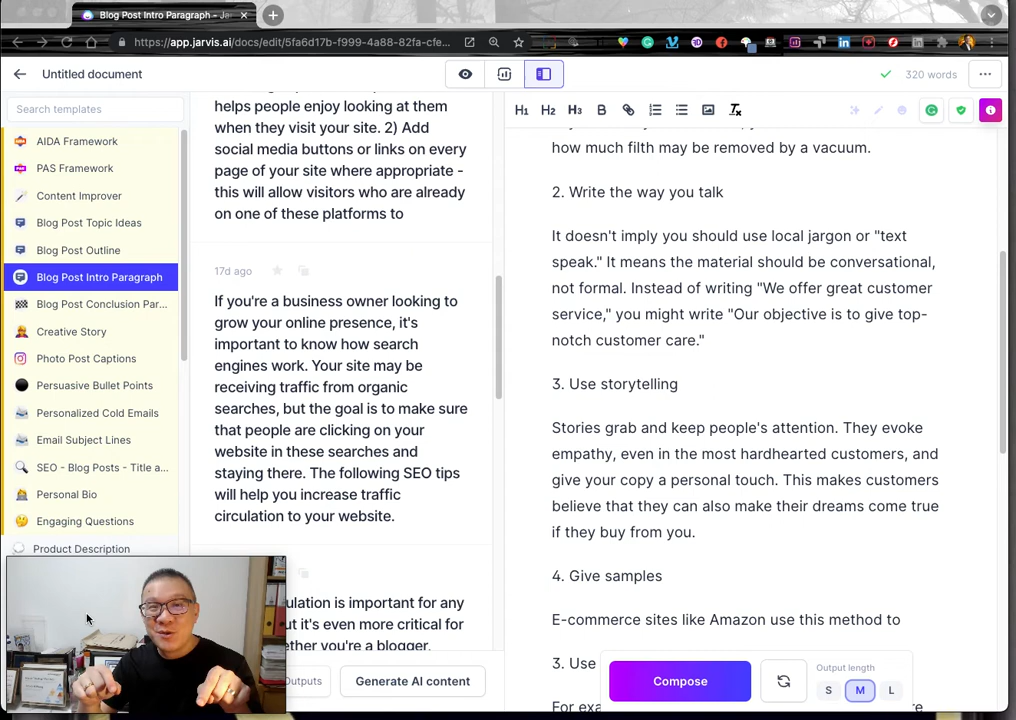 Blog Post Intro Paragraph - Ja
https://app.jarvis.ai/docs/edit/5fa6d17b-f999-4a88-82fa-cfe...
Untitled document
320 words
Search templates
AIDA Framework
PAS Framework
Content Improver
Blog Post Topic Ideas
Blog Post Outline
Blog Post Intro Paragraph
Blog Post Conclusion Par...
Creative Story
Photo Post Captions
Persuasive Bullet Points
Personalized Cold Emails
Email Subject Lines
SEO - Blog Posts - Title a...
Personal Bio
Engaging Questions
Product Description
helps people enjoy looking at them
when they visit your site. 2) Add
social media buttons or links on every
page of your site where appropriate -
this will allow visitors who are already
on one of these platforms to
17d ago
If you're a business owner looking to
grow your online presence, it's
important to know how search
engines work. Your site may be
receiving traffic from organic
searches, but the goal is to make sure
that people are clicking on your
website in these searches and
staying there. The following SEO tips
will help you increase traffic
circulation to your website.
ulation is important for any
ut it's even more critical for
ether you're a blogger,
Outputs
Generate AI content
H1 H2 H3 B
how much filth may be removed by a vacuum.
2. Write the way you talk
It doesn't imply you should use local jargon or "text
speak." It means the material should be conversational,
not formal. Instead of writing "We offer great customer
service," you might write "Our objective is to give top-
notch customer care."
3. Use storytelling
Stories grab and keep people's attention. They evoke
empathy, even in the most hardhearted customers, and
give your copy a personal touch. This makes customers
believe that they can also make their dreams come true
if they buy from you.
4. Give samples
E-commerce sites like Amazon use this method to
3. Use
For exa
Compose
Output length
S M L